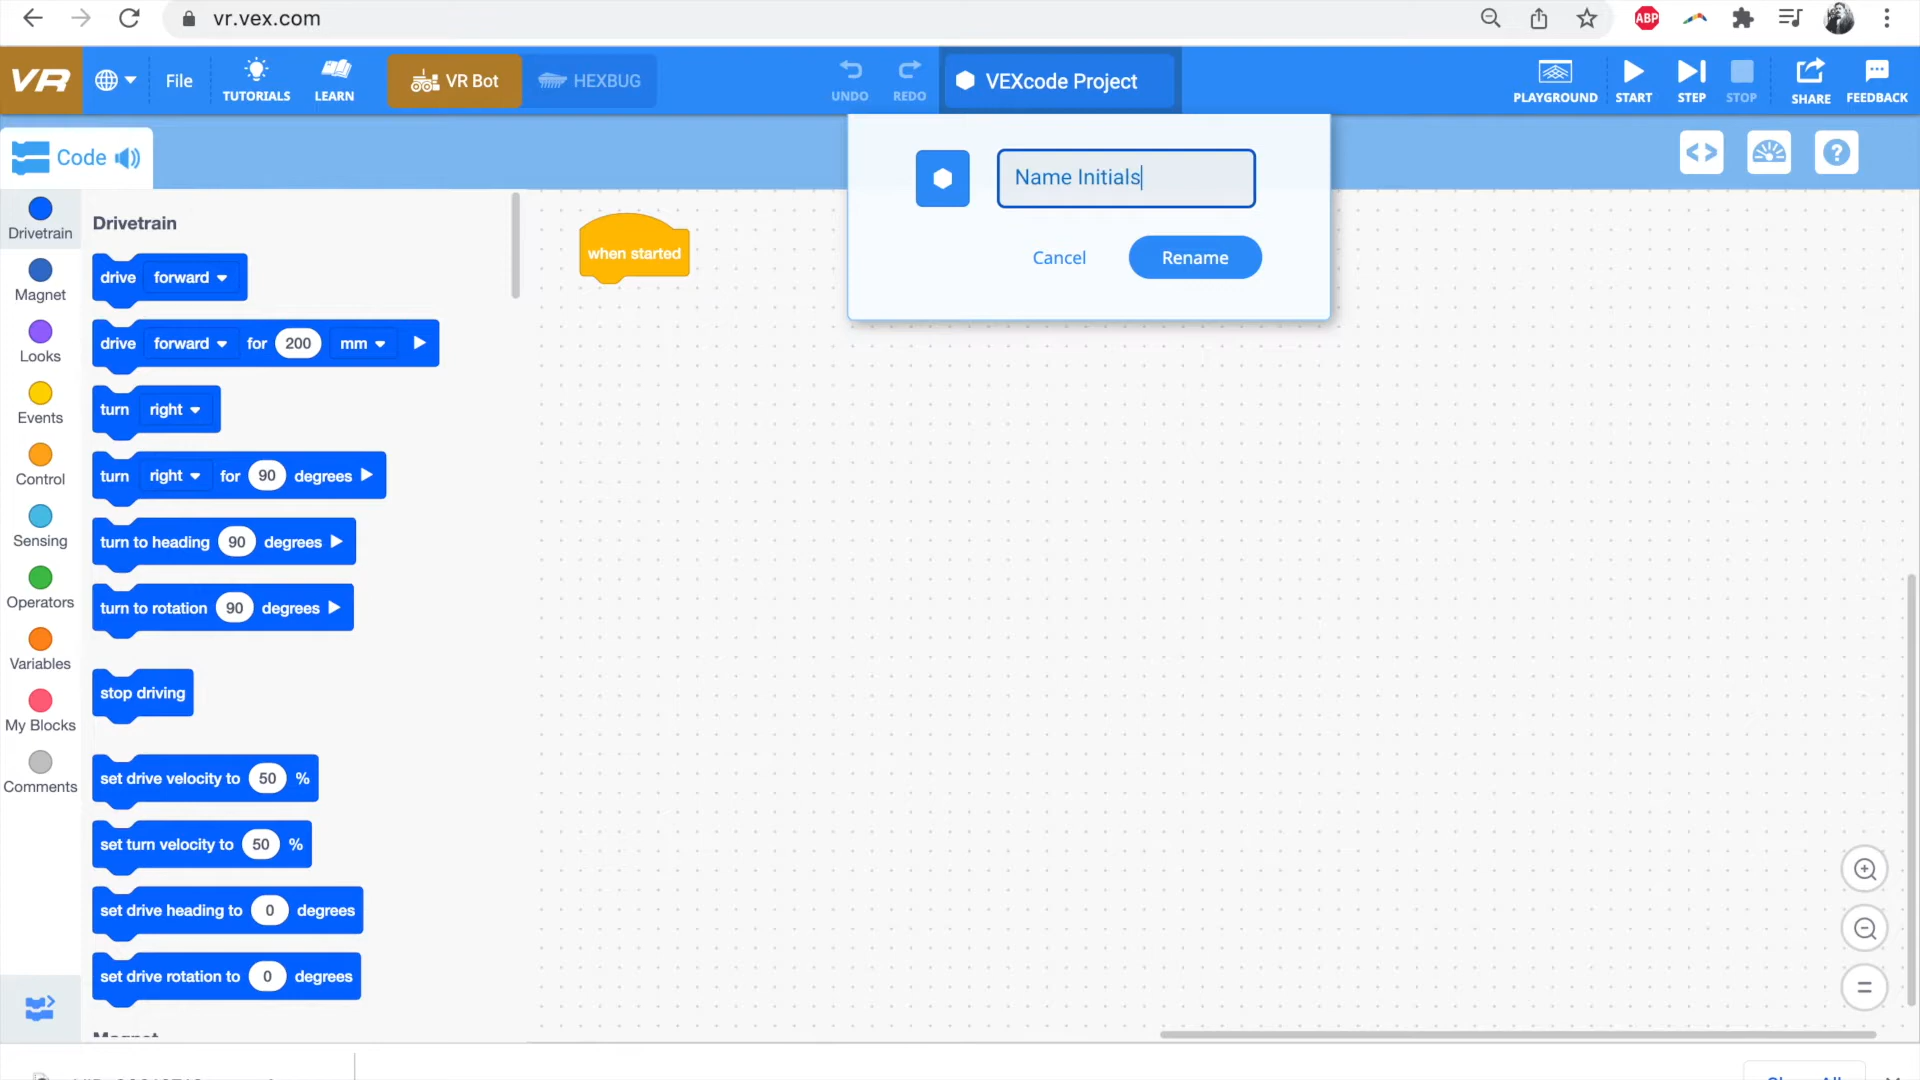 vr.vex.com
ABP
VR
File
TUTORIALS
LEARN
VR Bot
HEXBUG
UNDO
REDO
VEXcode Project
PLAYGROUND
START
STEP
STOP
SHARE
FEEDBACK
Code
Name Initials
Cancel
Rename
Drivetrain
Magnet
Looks
Events
Control
Sensing
Operators
Variables
My Blocks
Comments
Drivetrain
drive forward
drive forward for 200 mm
turn right
turn right for 90 degrees
turn to heading 90 degrees
turn to rotation 90 degrees
stop driving
set drive velocity to 50 %
set turn velocity to 50 %
set drive heading to 0 degrees
set drive rotation to 0 degrees
Magnet
when started